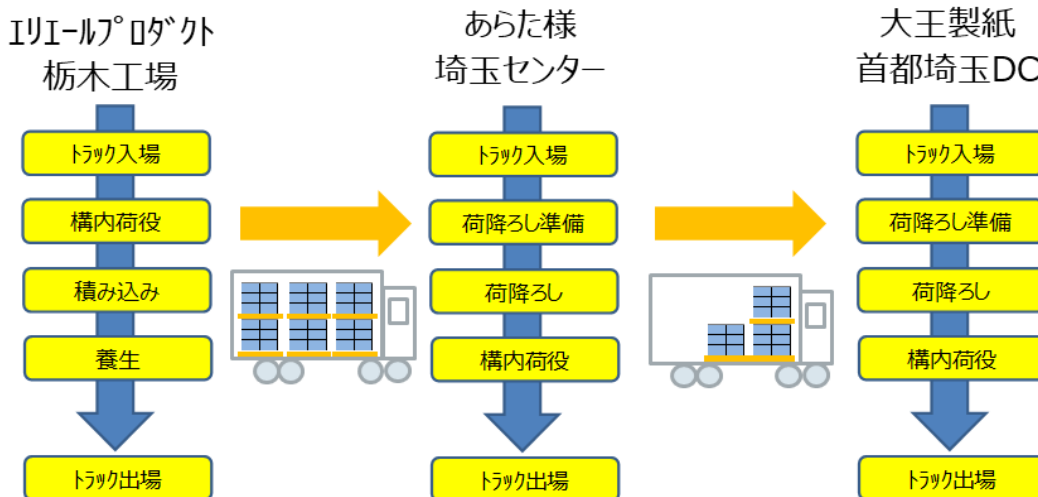 ｴﾘｴｰﾙﾌﾟﾛﾀﾞｸﾄ
栃木工場
ﾄﾗｯｸ入場
構内荷役
積み込み
養生
ﾄﾗｯｸ出場
あらた様
埼玉センター
ﾄﾗｯｸ入場
荷降ろし準備
荷降ろし
構内荷役
ﾄﾗｯｸ出場
大王製紙
首都埼玉DC
ﾄﾗｯｸ入場
荷降ろし準備
荷降ろし
構内荷役
ﾄﾗｯｸ出場